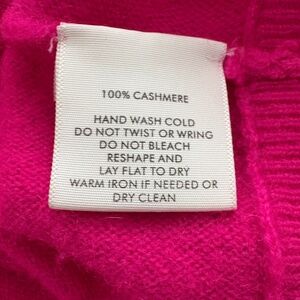 100% CASHMERE
HAND WASH COLD
DO NOT TWIST OR WRING
DO NOT BLEACH
RESHAPE AND
LAY FLAT TO DRY
WARM IRON IF NEEDED OR
DRY CLEAN